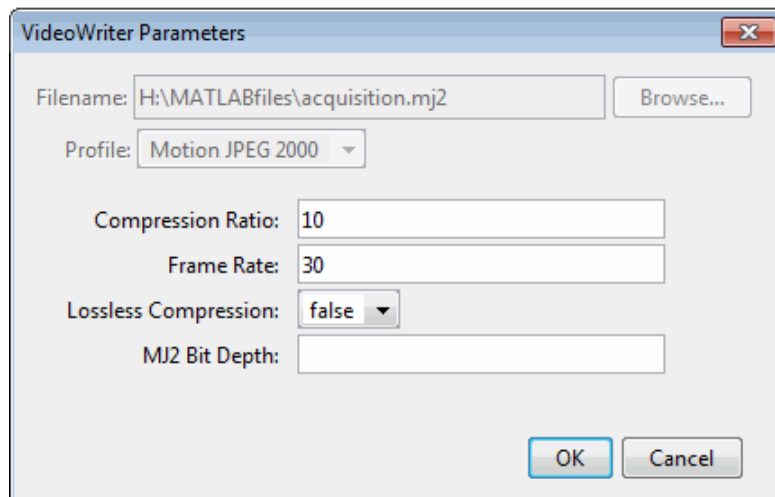 VideoWriter Parameters
Filename: H:\MATLABfiles\acquisition.mj2 Browse...
Profile: Motion JPEG 2000
Compression Ratio: 10
Frame Rate: 30
Lossless Compression: false
MJ2 Bit Depth:
OK Cancel